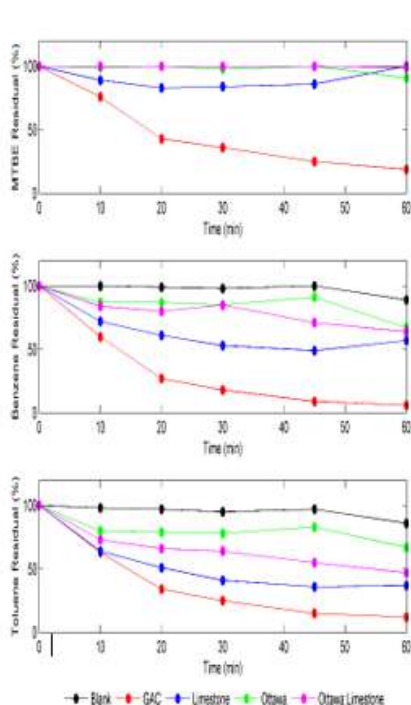 MTBE Residual (%)
100
50
0
0 10 20 30 40 50 60
Time (min)
Benzene Residual (%)
100
50
0
0 10 20 30 40 50 60
Time (min)
Toluene Residual (%)
100
50
0
0 10 20 30 40 50 60
Time (min)
Blank GAC Limestone Ottawa Ottawa:Limestone